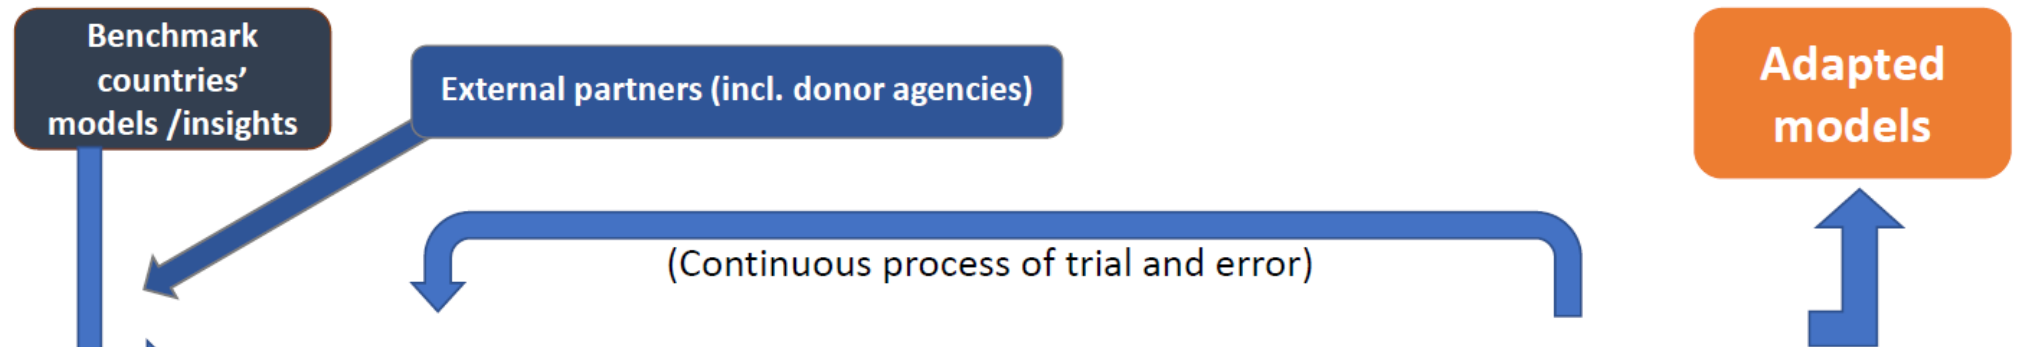 Benchmark
countries’
models /insights
External partners (incl. donor agencies)
Adapted
models
(Continuous process of trial and error)